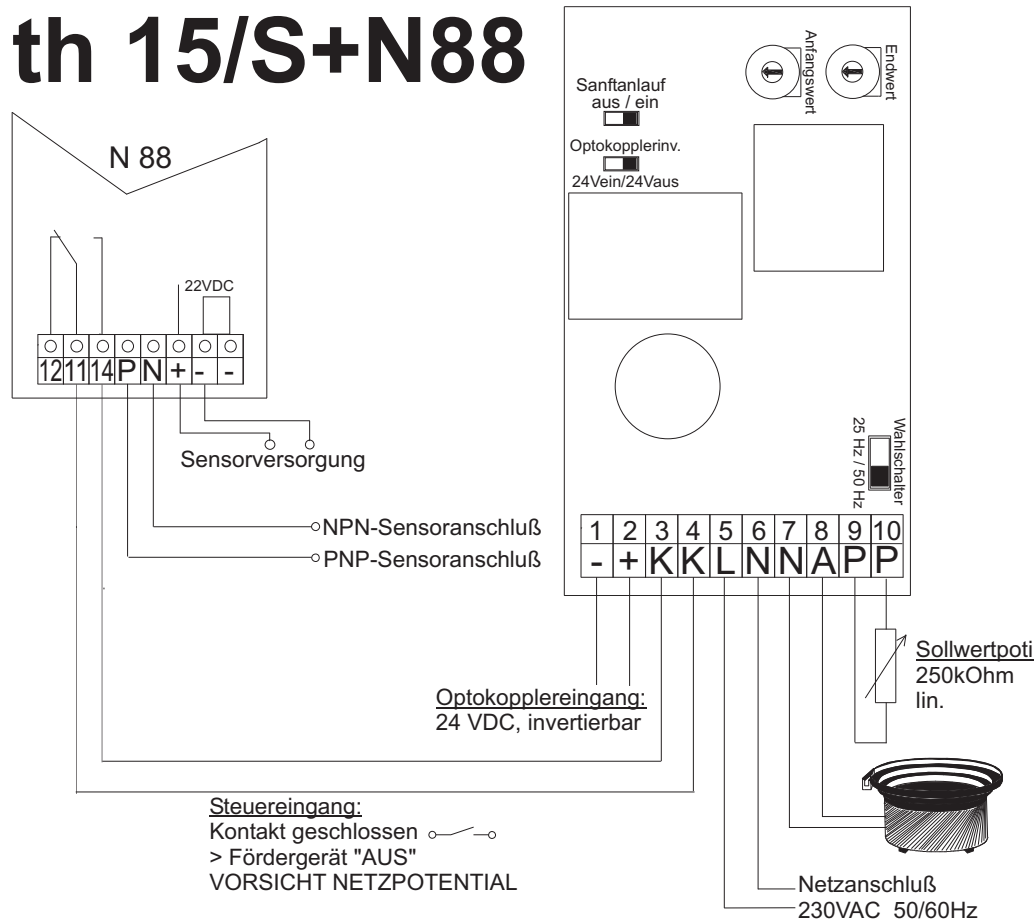 th 15/S+N88
N 88
22VDC
12 11 14 P N + - -
Sensorversorgung
NPN-Sensoranschluß
PNP-Sensoranschluß
Sanftanlauf
aus / ein
Optokopplerinv.
24Vein/24Vaus
Anfangswert
Endwert
Wahlschalter
25 Hz / 50 Hz
1 2 3 4 5 6 7 8 9 10
- + K K L N N A P P
Optokopplereingang:
24 VDC, invertierbar
Sollwertpoti
250kOhm
lin.
Steuereingang:
Kontakt geschlossen
> Fördergerät "AUS"
VORSICHT NETZPOTENTIAL
Netzanschluß
230VAC 50/60Hz